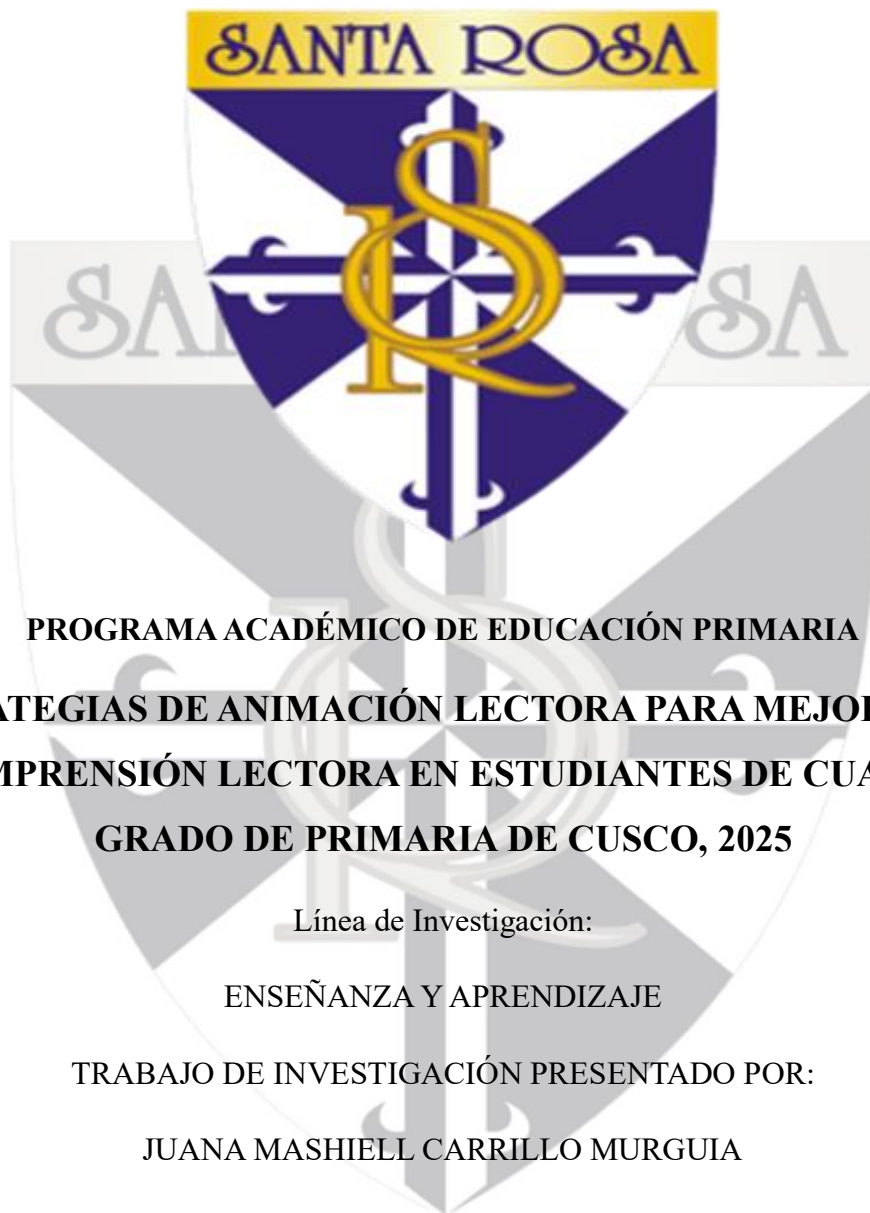 SANTA ROSA
PROGRAMA ACADÉMICO DE EDUCACIÓN PRIMARIA
ATEGIAS DE ANIMACIÓN LECTORA PARA MEJOR
MPRENSIÓN LECTORA EN ESTUDIANTES DE CUA
GRADO DE PRIMARIA DE CUSCO, 2025
Línea de Investigación:
ENSEÑANZA Y APRENDIZAJE
TRABAJO DE INVESTIGACIÓN PRESENTADO POR:
JUANA MASHIELL CARRILLO MURGUIA